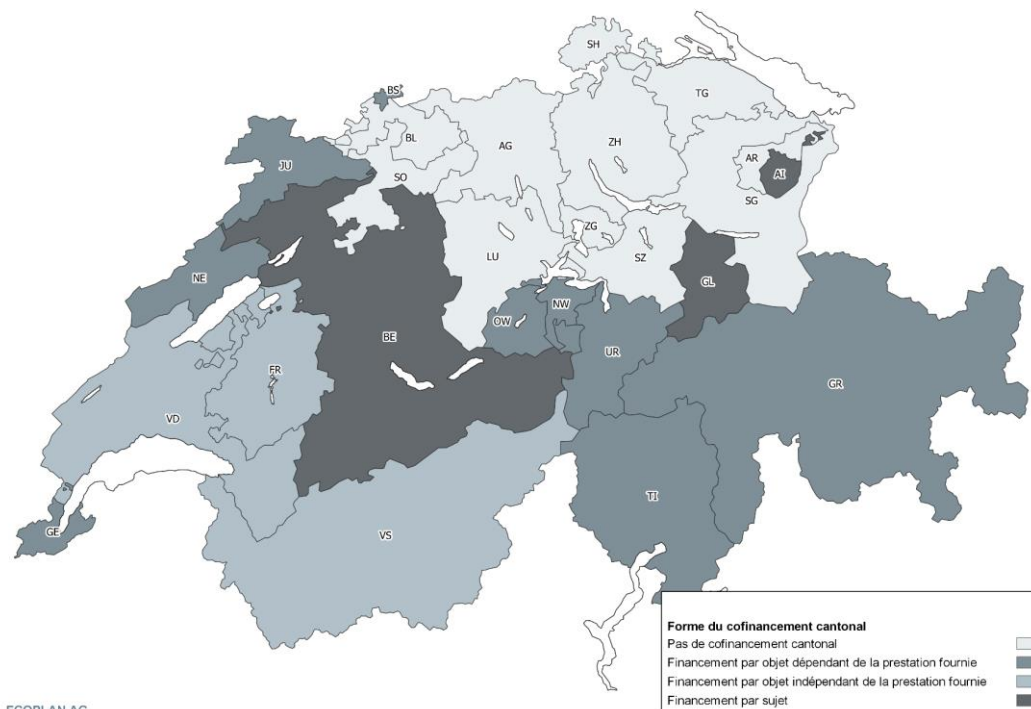 SH
BS
TG
BL
AG
ZH
JU
AR
AI
SO
SG
ZG
LU
SZ
NE
GL
NW
OW
BE
UR
FR
GR
VD
TI
GE
VS
Forme du cofinancement cantonal
Pas de cofinancement cantonal
Financement par objet dépendant de la prestation fournie
Financement par objet indépendant de la prestation fournie
Financement par sujet
ECOPLAN AG